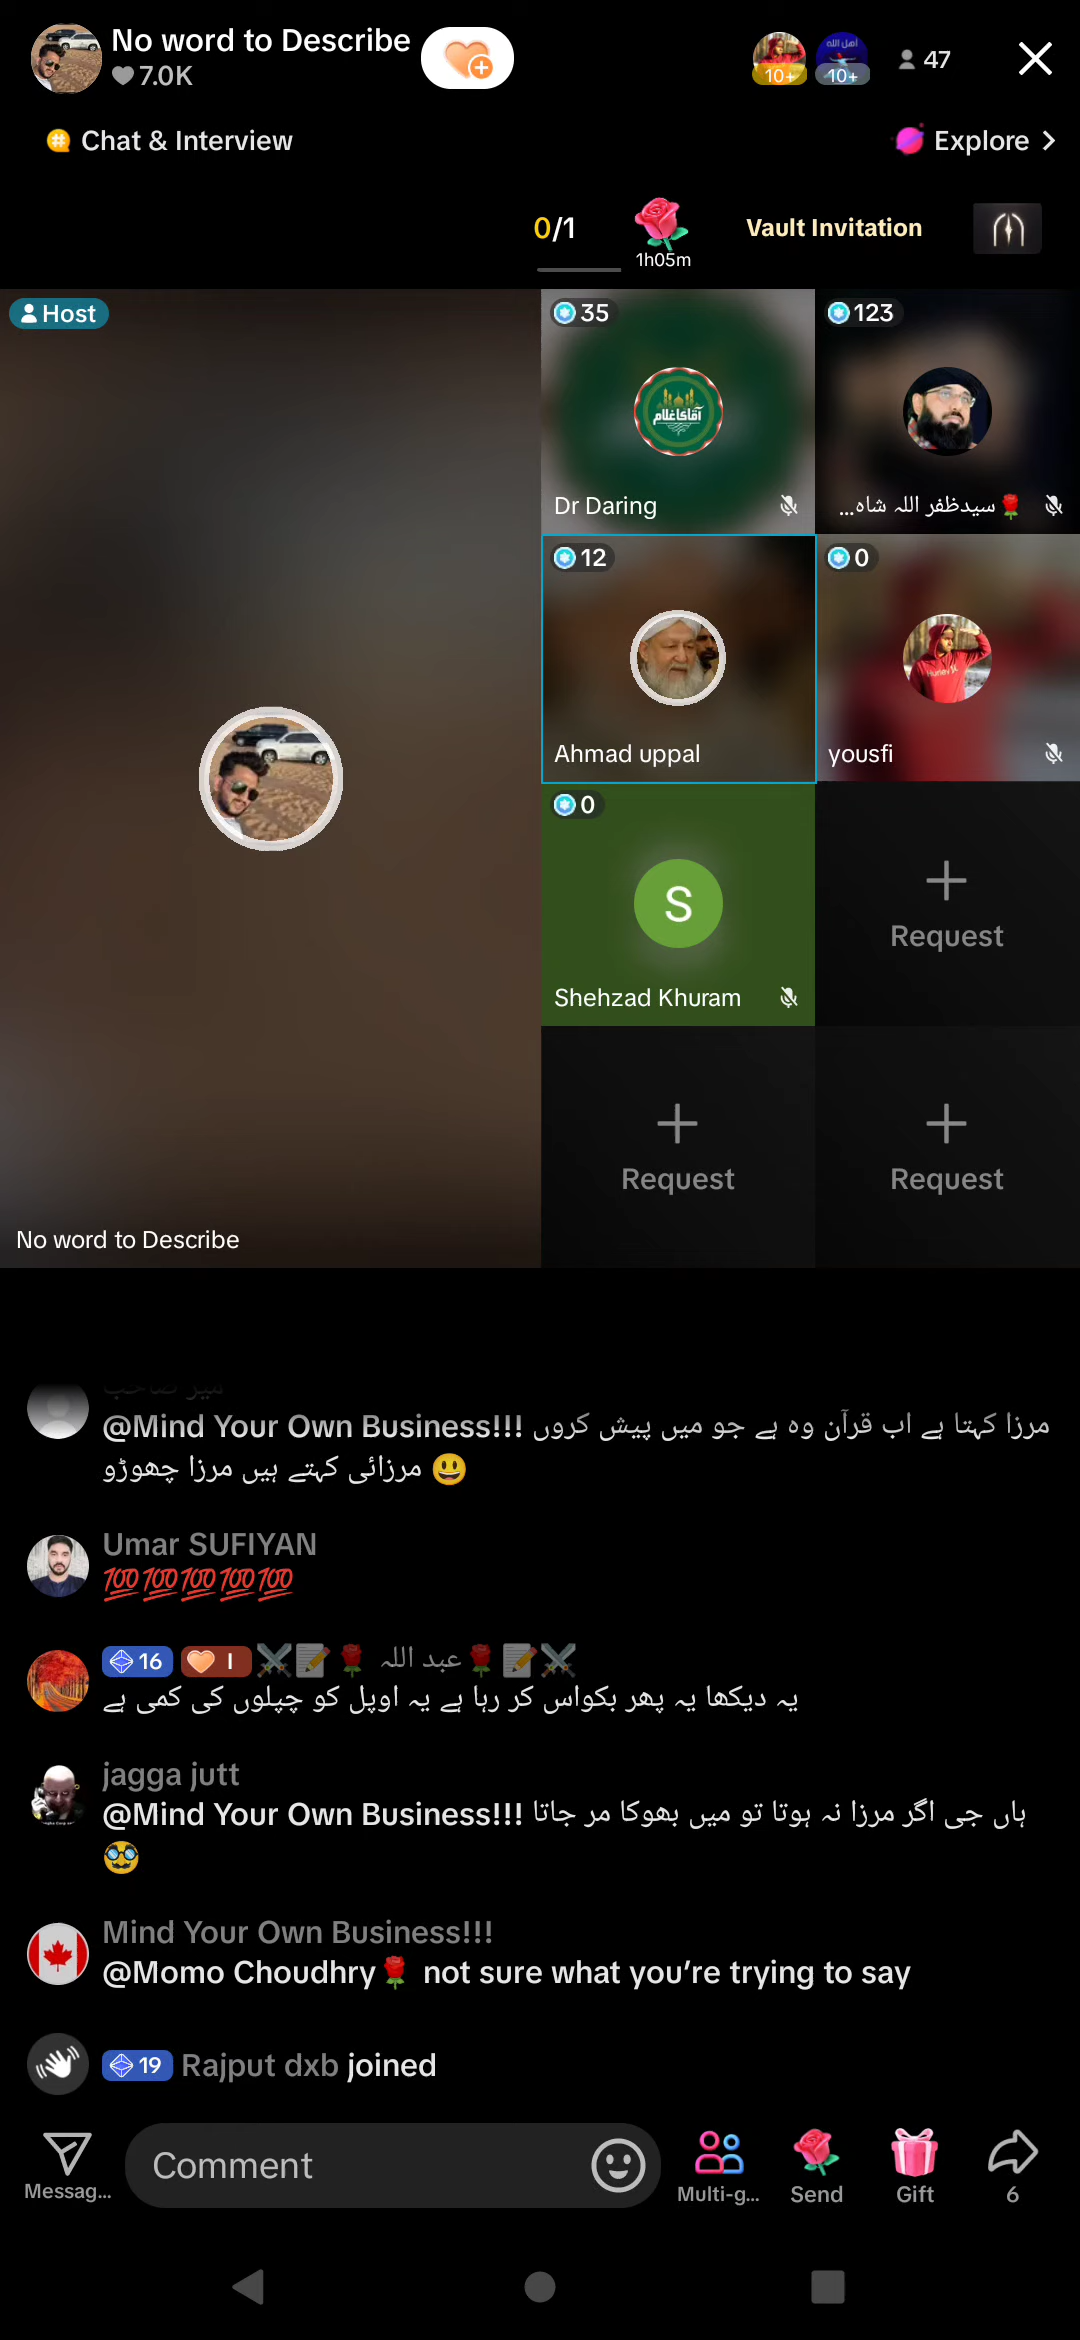 No word to Describe
7.0K
10+
10+
47
Chat & Interview
Explore
0/1
1h05m
Vault Invitation
Host
35
123
آقا کا غلام
Dr Daring
سیدظفر اللہ شاہ🌹...
12
0
Ahmad uppal
yousfi
0
S
Shehzad Khuram
Request
Request
Request
No word to Describe
میر صاحب
@Mind Your Own Business!!! مرزا کہتا ہے اب قرآن وہ ہے جو میں پیش کروں
مرزائی کہتے ہیں مرزا چھوڑو 😃
Umar SUFIYAN
💯💯💯💯💯
16 I ⚔️📝🌹 عبد اللہ 🌹📝⚔️
یہ دیکھا یہ پھر بکواس کر رہا ہے یہ اوپل کو چپلوں کی کمی ہے
jagga jutt
@Mind Your Own Business!!! ہاں جی اگر مرزا نہ ہوتا تو میں بھوکا مر جاتا
🥸
Mind Your Own Business!!!
@Momo Choudhry🌹 not sure what you’re trying to say
19 Rajput dxb joined
Comment
Messag...
Multi-g...
Send
Gift
6